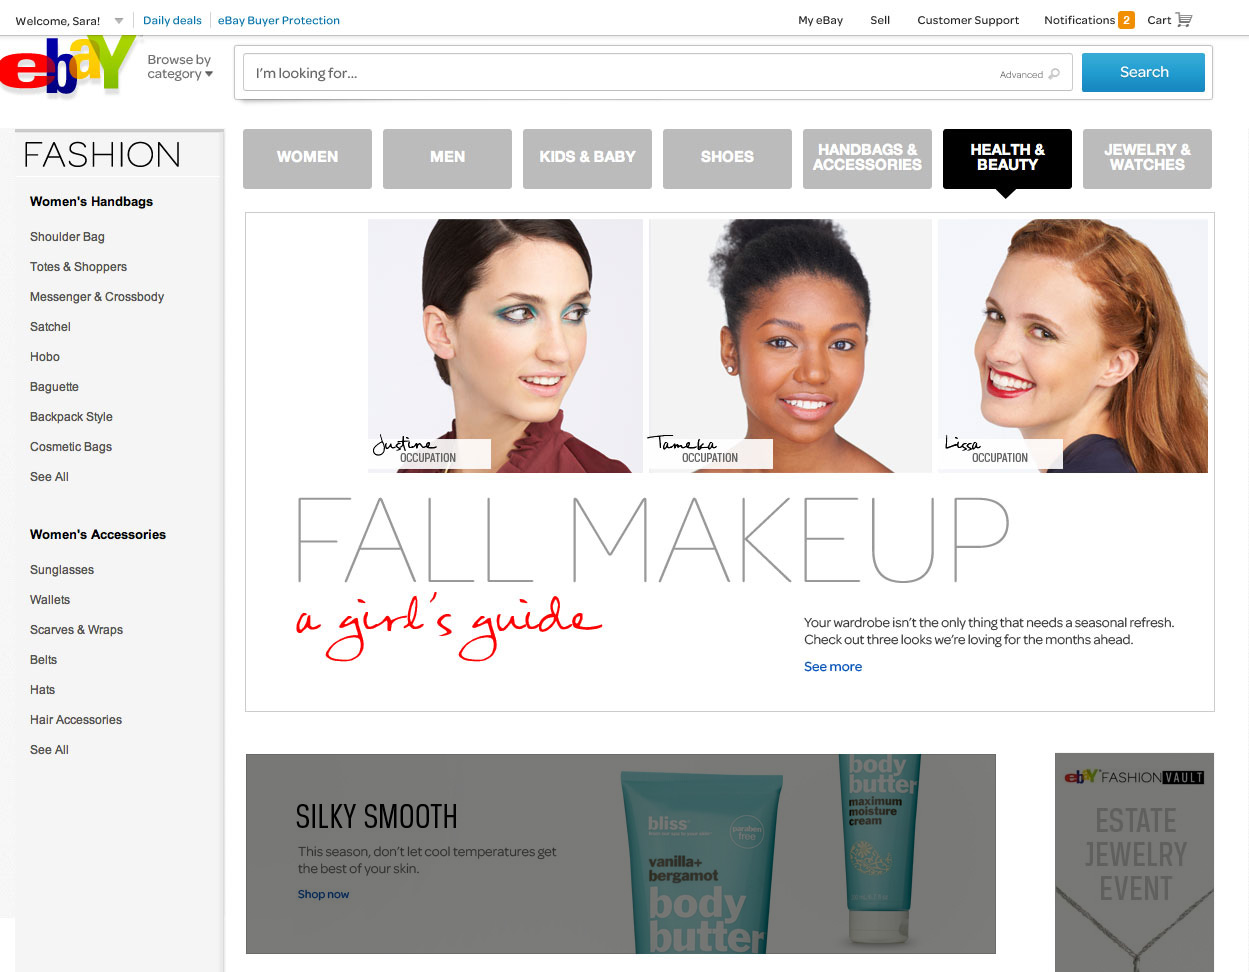 Welcome, Sara!
Daily deals
eBay Buyer Protection
My eBay
Sell
Customer Support
Notifications 2
Cart
ebaY
Browse by
category
I'm looking for...
Advanced
Search
FASHION
Women's Handbags
Shoulder Bag
Totes & Shoppers
Messenger & Crossbody
Satchel
Hobo
Baguette
Backpack Style
Cosmetic Bags
See All
Women's Accessories
Sunglasses
Wallets
Scarves & Wraps
Belts
Hats
Hair Accessories
See All
WOMEN
MEN
KIDS & BABY
SHOES
HANDBAGS &
ACCESSORIES
HEALTH &
BEAUTY
JEWELRY &
WATCHES
Justine
OCCUPATION
Tameka
OCCUPATION
Lissa
OCCUPATION
FALL MAKEUP
a girl's guide
Your wardrobe isn't the only thing that needs a seasonal refresh.
Check out three looks we're loving for the months ahead.
See more
SILKY SMOOTH
This season, don't let cool temperatures get
the best of your skin.
Shop now
bliss
paraben
free
vanilla+
bergamot
body
butter
body
butter
maximum
moisture
cream
ebaY FASHION VAULT
ESTATE
JEWELRY
EVENT